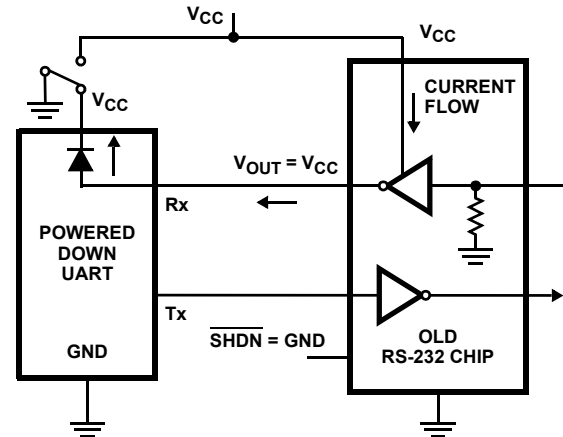 VCC
VCC
VCC
CURRENT
FLOW
VOUT = VCC
Rx
POWERED
DOWN
UART
Tx
GND
SHDN = GND
OLD
RS-232 CHIP